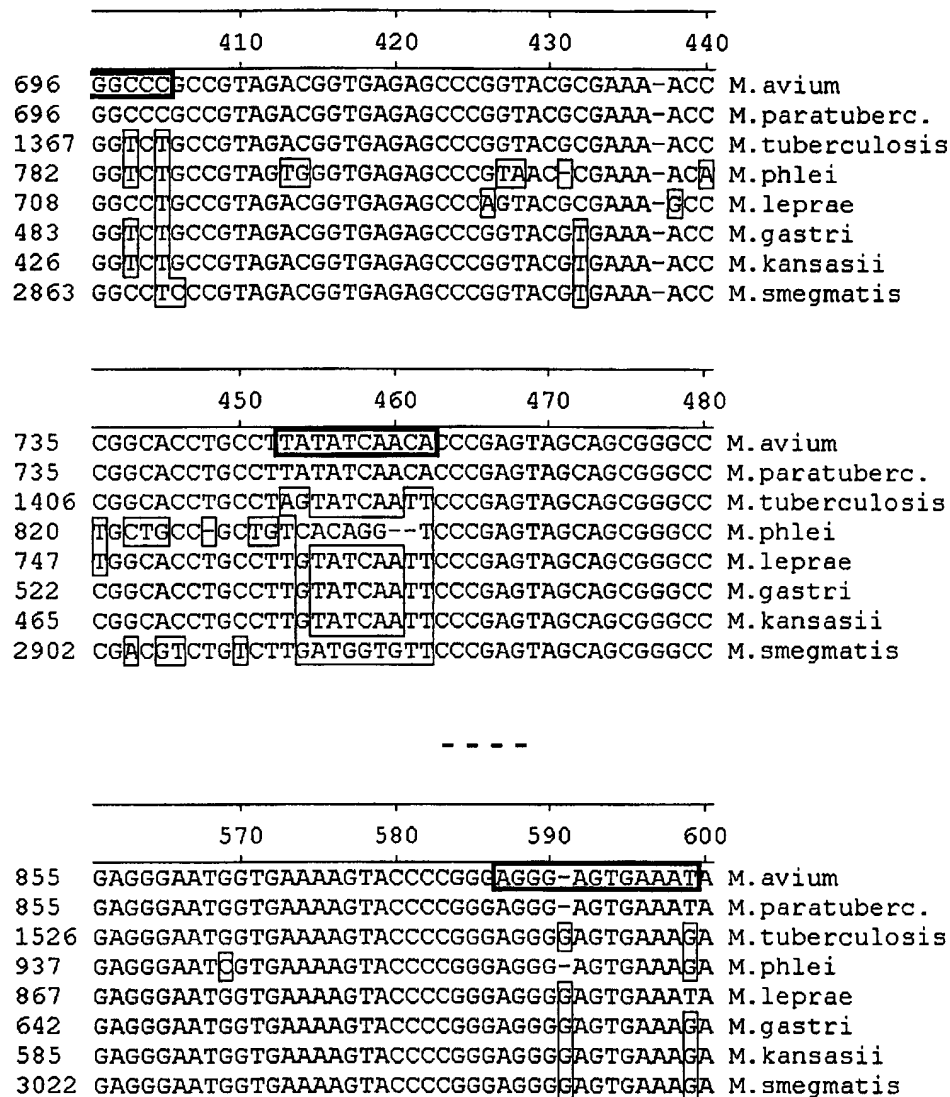 410 420 430 440
696 GGCCCGCCGTAGACGGTGAGAGCCCGGTACGCGAAA-ACC M.avium
696 GGCCCGCCGTAGACGGTGAGAGCCCGGTACGCGAAA-ACC M.paratuberc.
1367 GGTCTGCCGTAGACGGTGAGAGCCCGGTACGCGAAA-ACC M.tuberculosis
782 GGTCTGCCGTAGTGGGTGAGAGCCCGTAAC-CGAAA-ACA M.phlei
708 GGCCTGCCGTAGACGGTGAGAGCCCAGTACGCGAAA-GCC M.leprae
483 GGTCTGCCGTAGACGGTGAGAGCCCGGTACGTGAAA-ACC M.gastri
426 GGTCTGCCGTAGACGGTGAGAGCCCGGTACGTGAAA-ACC M.kansasii
2863 GGCCTCCCGTAGACGGTGAGAGCCCGGTACGTGAAA-ACC M.smegmatis
450 460 470 480
735 CGGCACCTGCCTTATATCAACACCCGAGTAGCAGCGGGCC M.avium
735 CGGCACCTGCCTTATATCAACACCCGAGTAGCAGCGGGCC M.paratuberc.
1406 CGGCACCTGCCTAGTATCAATTCCCGAGTAGCAGCGGGCC M.tuberculosis
820 TGCTGCC-GCTGTCACAGG--TCCCGAGTAGCAGCGGGCC M.phlei
747 TGGCACCTGCCTTGTATCAATTCCCGAGTAGCAGCGGGCC M.leprae
522 CGGCACCTGCCTTGTATCAATTCCCGAGTAGCAGCGGGCC M.gastri
465 CGGCACCTGCCTTGTATCAATTCCCGAGTAGCAGCGGGCC M.kansasii
2902 CGACGTCTGTCTTGATGGTGTTCCCGAGTAGCAGCGGGCC M.smegmatis
- - - -
570 580 590 600
855 GAGGGAATGGTGAAAAGTACCCCGGGAGGG-AGTGAAATA M.avium
855 GAGGGAATGGTGAAAAGTACCCCGGGAGGG-AGTGAAATA M.paratuberc.
1526 GAGGGAATGGTGAAAAGTACCCCGGGAGGGGAGTGAAAGA M.tuberculosis
937 GAGGGAATCGTGAAAAGTACCCCGGGAGGG-AGTGAAAGA M.phlei
867 GAGGGAATGGTGAAAAGTACCCCGGGAGGGGAGTGAAATA M.leprae
642 GAGGGAATGGTGAAAAGTACCCCGGGAGGGGAGTGAAAGA M.gastri
585 GAGGGAATGGTGAAAAGTACCCCGGGAGGGGAGTGAAAGA M.kansasii
3022 GAGGGAATGGTGAAAAGTACCCCGGGAGGGGAGTGAAAGA M.smegmatis